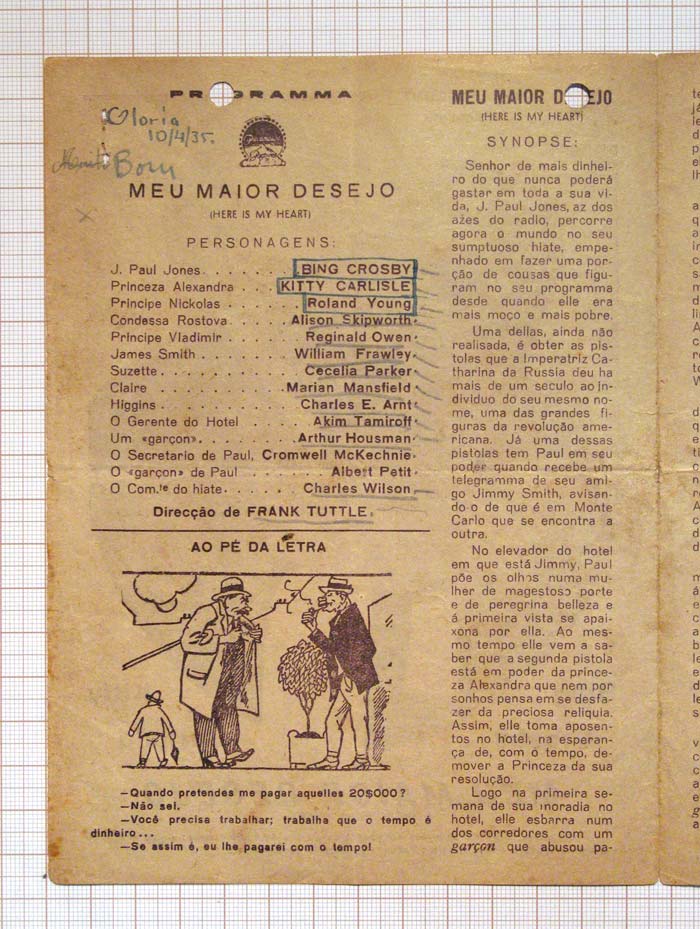 PROGRAMMA
Gloria
10/4/35.
Bom
MEU MAIOR DESEJO
(HERE IS MY HEART)
PERSONAGENS:
J. Paul Jones. . . . . . . BING CROSBY
Princeza Alexandra . . . KITTY CARLISLE
Principe Nickolas . . . . . Roland Young
Condessa Rostova. . . . . Alison Skipworth
Principe Vladimir . . . . . Reginald Owen
James Smith . . . . . . William Frawley
Suzette. . . . . . . . . Cecelia Parker
Claire . . . . . . . . Marian Mansfield
Higgins . . . . . . . . Charles E. Arnt
O Gerente do Hotel . . . . Akim Tamiroff
Um «garçon». . . . . . . Arthur Housman
O Secretario de Paul, Cromwell McKechnie
O «garçon» de Paul . . . . . Albert Petit
O Com.te do hiate. . . . . Charles Wilson
Direcção de FRANK TUTTLE.
AO PÉ DA LETRA
—Quando pretendes me pagar aquelles 20$000?
—Não sei.
—Você precisa trabalhar; trabalha que o tempo é
dinheiro...
—Se assim é, eu lhe pagarei com o tempo!
MEU MAIOR DESEJO
(HERE IS MY HEART)
SYNOPSE:
Senhor de mais dinhei-
ro do que nunca poderá
gastar em toda a sua vi-
da, J. Paul Jones, az dos
azes do radio, percorre
agora o mundo no seu
sumptuoso hiate, empe-
nhado em fazer uma por-
ção de cousas que figu-
ram no seu programma
desde quando elle era
mais moço e mais pobre.
Uma dellas, ainda não
realisada, é obter as pis-
tolas que a Imperatriz Ca-
tharina da Russia deu ha
mais de um seculo ao in-
dividuo do seu mesmo no-
me, uma das grandes fi-
guras da revolução ame-
ricana. Já uma dessas
pistolas tem Paul em seu
poder quando recebe um
telegramma de seu ami-
go Jimmy Smith, avisan-
do-o de que é em Monte
Carlo que se encontra a
outra.
No elevador do hotel
em que está Jimmy, Paul
põe os olhos numa mu-
lher de magestoso porte
e de peregrina belleza e
á primeira vista se apai-
xona por ella. Ao mes-
mo tempo elle vem a sa-
ber que a segunda pistola
está em poder da prince-
za Alexandra que nem por
sonhos pensa em se desfa-
zer da preciosa reliquia.
Assim, elle toma aposen-
tos no hotel, na esperan-
ça de, com o tempo, de-
mover a Princeza da sua
resolução.
Logo na primeira se-
mana de sua moradia no
hotel, elle esbarra num
dos corredores com um
garçon que abusou pa-